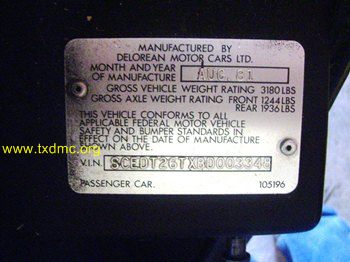 MANUFACTURED BY
DELOREAN MOTOR CARS LTD.
MONTH AND YEAR
OF MANUFACTURE AUG. 81
GROSS VEHICLE WEIGHT RATING 3180 LBS
GROSS AXLE WEIGHT RATING FRONT 1244 LBS
REAR 1936 LBS
THIS VEHICLE CONFORMS TO ALL
APPLICABLE FEDERAL MOTOR VEHICLE
SAFETY AND BUMPER STANDARDS IN
EFFECT ON THE DATE OF MANUFACTURE
SHOWN ABOVE.
www.txdmc.org
V.I.N. SCEDT26TXBD003348
PASSENGER CAR. 105196